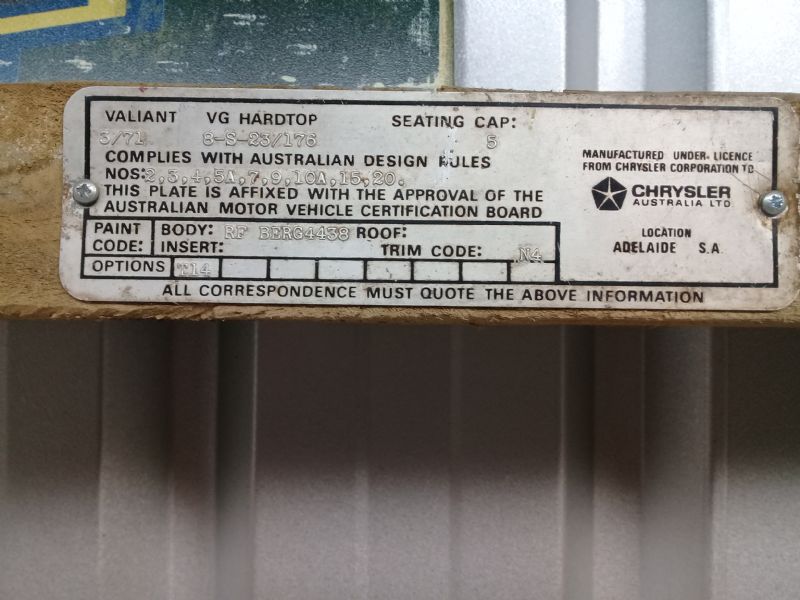 VALIANT VG HARDTOP SEATING CAP:
3/71 8-S-23/176 5
COMPLIES WITH AUSTRALIAN DESIGN RULES
NOS:2,3,4,5A,7,9,10A,15,20.
THIS PLATE IS AFFIXED WITH THE APPROVAL OF THE
AUSTRALIAN MOTOR VEHICLE CERTIFICATION BOARD
MANUFACTURED UNDER LICENCE
FROM CHRYSLER CORPORATION TO
CHRYSLER
AUSTRALIA LTD
LOCATION
ADELAIDE S.A.
PAINT BODY: RF BERG4438 ROOF:
CODE: INSERT: TRIM CODE: N4
OPTIONS T14
ALL CORRESPONDENCE MUST QUOTE THE ABOVE INFORMATION